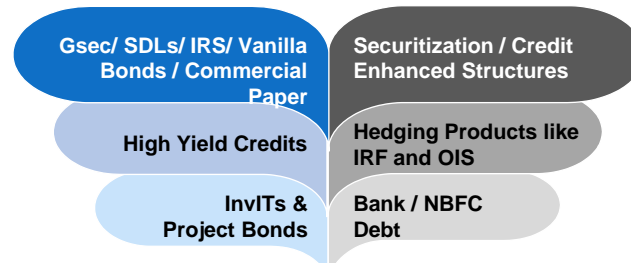 Gsec/ SDLs/ IRS/ Vanilla
Bonds / Commercial
Paper
Securitization / Credit
Enhanced Structures
High Yield Credits
Hedging Products like
IRF and OIS
InvITs &
Project Bonds
Bank / NBFC
Debt